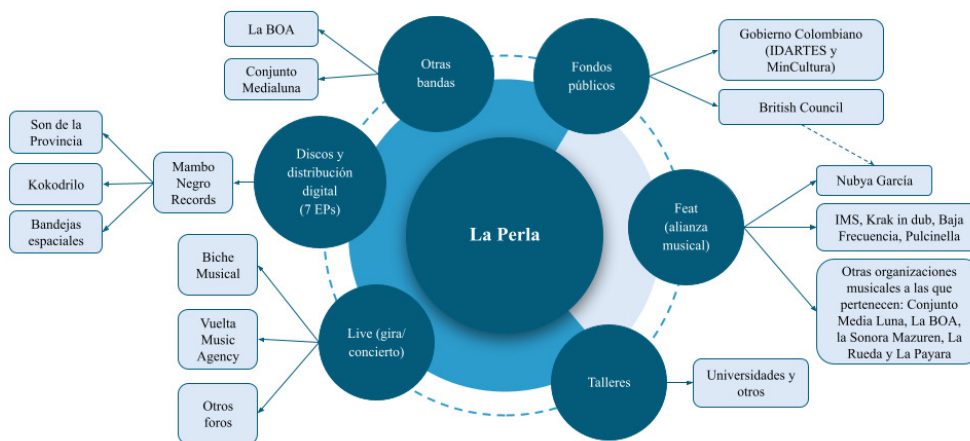 La BOA
Conjunto
Medialuna
Otras
bandas
Fondos
públicos
Gobierno Colombiano
(IDARTES y
MinCultura)
British Council
Son de la
Provincia
Kokodrilo
Bandejas
espaciales
Mambo
Negro
Records
Discos y
distribución
digital
(7 EPs)
La Perla
Feat
(alianza
musical)
Nubya García
IMS, Krak in dub, Baja
Frecuencia, Pulcinella
Otras organizaciones
musicales a las que
pertenecen: Conjunto
Media Luna, La BOA,
la Sonora Mazuren, La
Rueda y La Payara
Biche
Musical
Vuelta
Music
Agency
Otros
foros
Live (gira/
concierto)
Talleres
Universidades y
otros